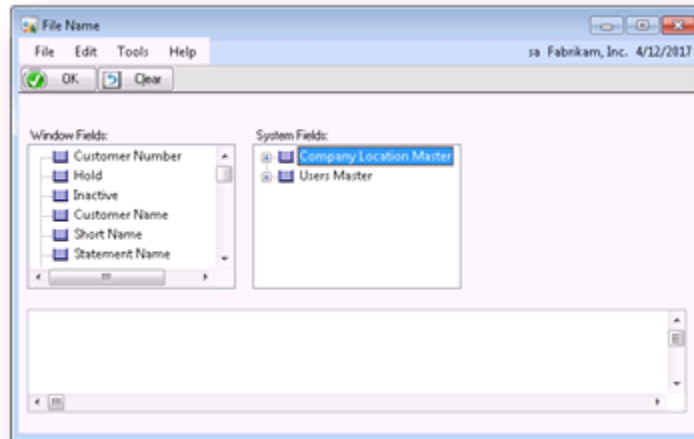 File Name
File Edit Tools Help
sa Fabrikam, Inc. 4/12/2017
OK Clear
Window Fields:
Customer Number
Hold
Inactive
Customer Name
Short Name
Statement Name
System Fields:
Company Location Master
Users Master